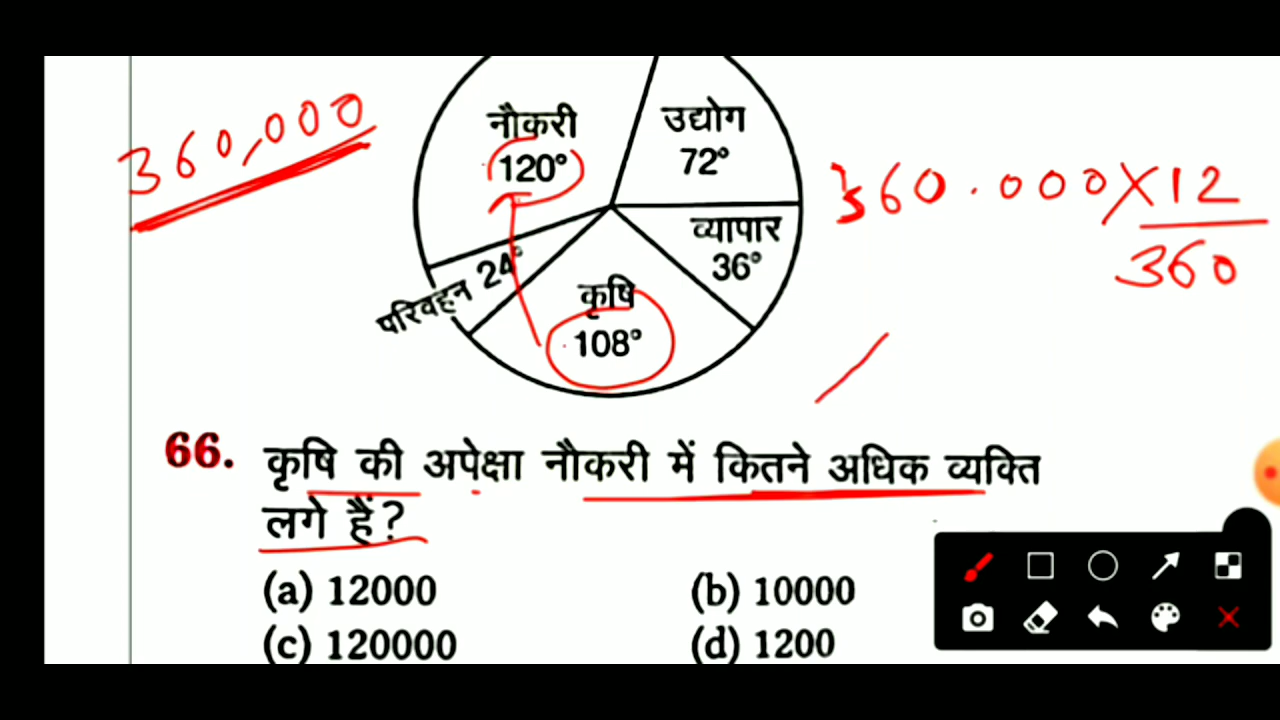 360,000
नौकरी
120°
उद्योग
72°
360.000×12
360
व्यापार
36°
परिवहन 24°
कृषि
108°
66. कृषि की अपेक्षा नौकरी में कितने अधिक व्यक्ति
लगे हैं?
(a) 12000 (b) 10000
(c) 120000 (d) 1200